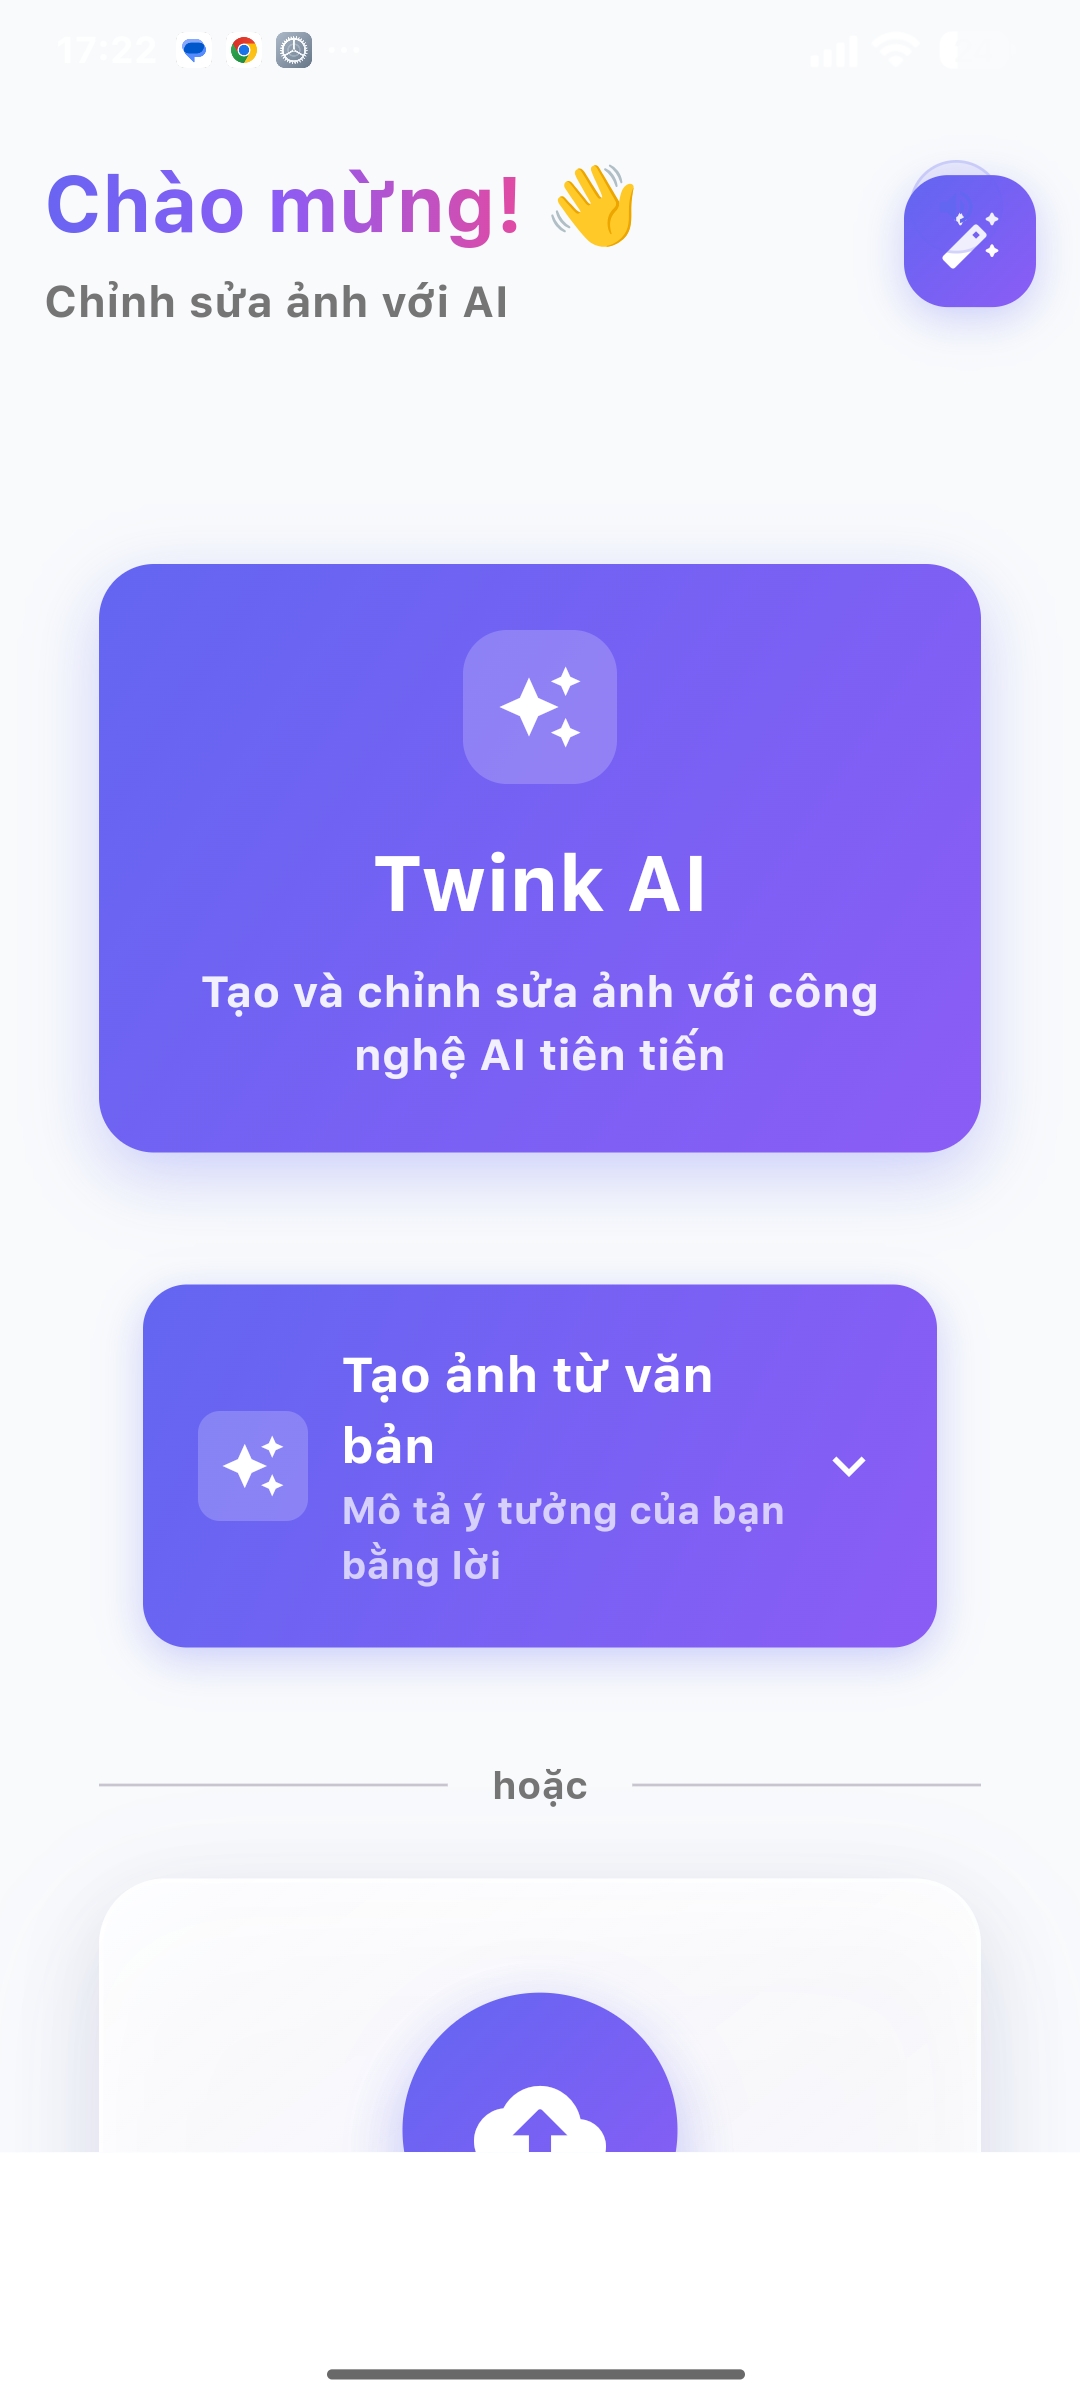 17:22
Chào mừng! 👋
Chỉnh sửa ảnh với AI
Twink AI
Tạo và chỉnh sửa ảnh với công
nghệ AI tiên tiến
Tạo ảnh từ văn
bản
Mô tả ý tưởng của bạn
bằng lời
hoặc